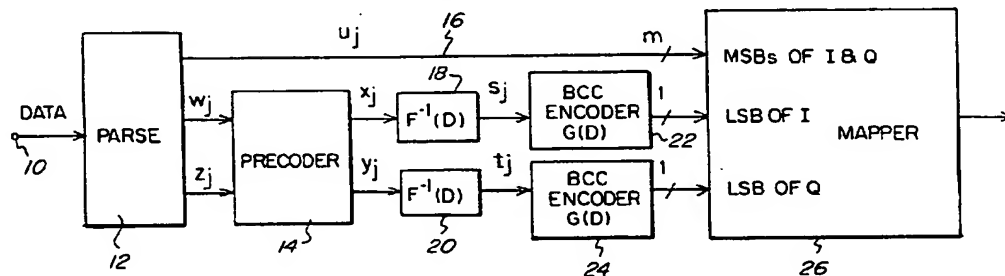 16
u_j
m
MSBs OF I & Q
18
DATA
w_j
x_j
F⁻¹(D)
s_j
BCC
ENCODER
G(D)
1
LSB OF I
22
10
PARSE
PRECODER
MAPPER
z_j
y_j
F⁻¹(D)
t_j
BCC
ENCODER
G(D)
1
LSB OF Q
12
14
20
24
26